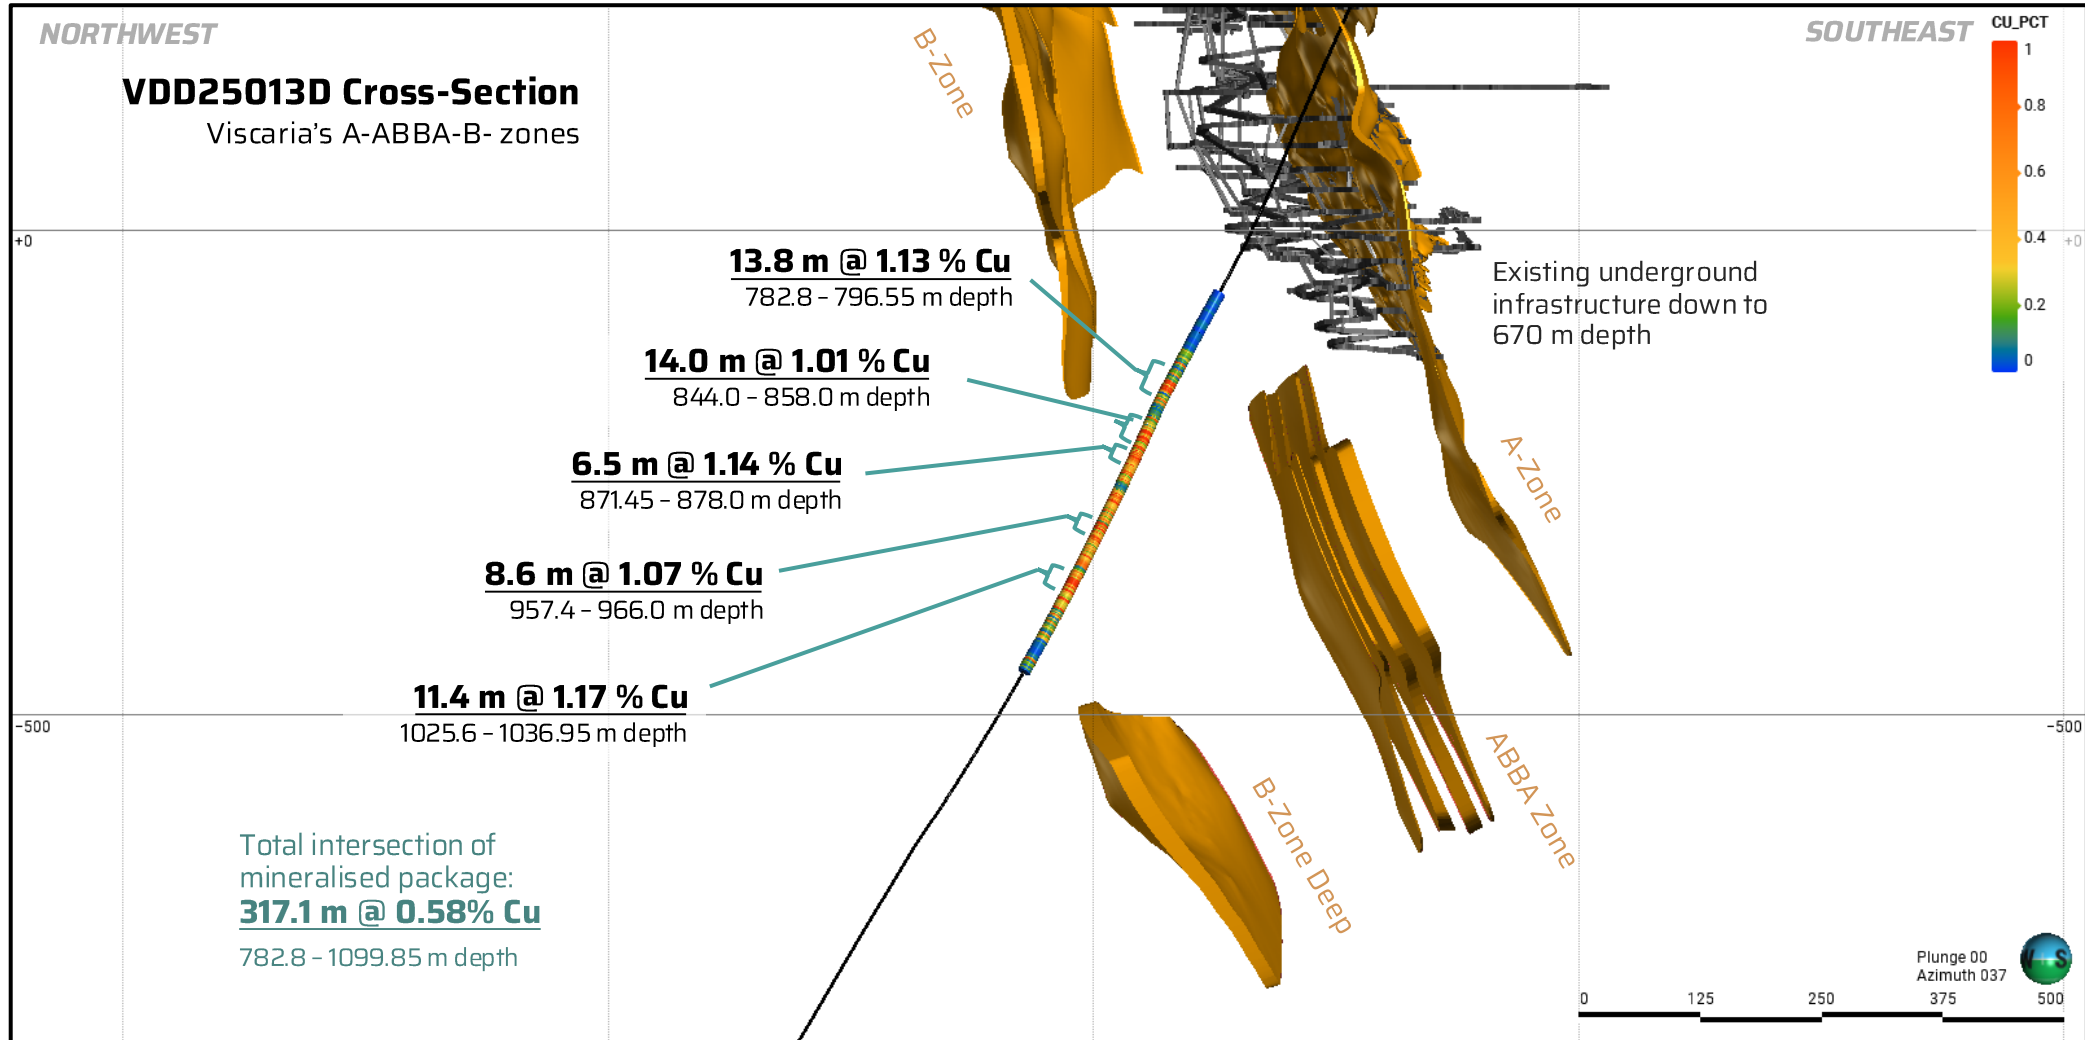 NORTHWEST
SOUTHEAST
VDD25013D Cross-Section
Viscaria's A-ABBA-B- zones
B-Zone
CU_PCT
1
0.8
0.6
0.4
0.2
0
+0
+0
13.8 m @ 1.13 % Cu
782.8 – 796.55 m depth
Existing underground
infrastructure down to
670 m depth
14.0 m @ 1.01 % Cu
844.0 – 858.0 m depth
6.5 m @ 1.14 % Cu
871.45 – 878.0 m depth
A-Zone
8.6 m @ 1.07 % Cu
957.4 – 966.0 m depth
11.4 m @ 1.17 % Cu
1025.6 – 1036.95 m depth
-500
-500
ABBA Zone
B-Zone Deep
Total intersection of
mineralised package:
317.1 m @ 0.58% Cu
782.8 – 1099.85 m depth
Plunge 00
Azimuth 037
S
0 125 250 375 500